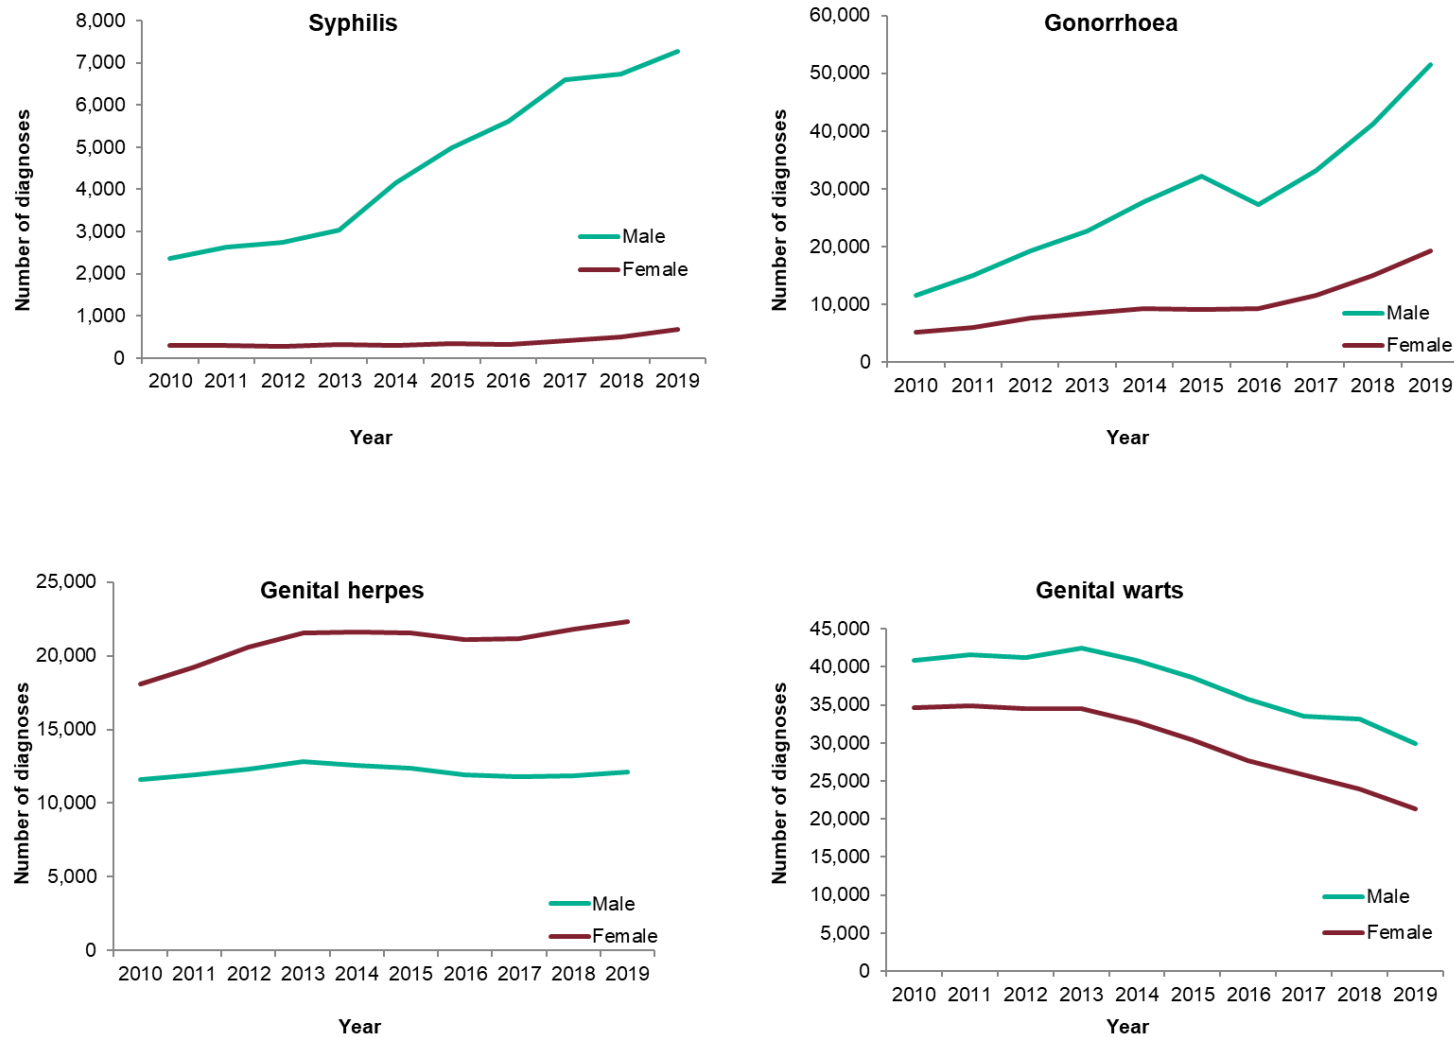 Syphilis
Number of diagnoses
8,000
7,000
6,000
5,000
4,000
3,000
2,000
1,000
0
Male
Female
2010 2011 2012 2013 2014 2015 2016 2017 2018 2019
Year
Gonorrhoea
Number of diagnoses
60,000
50,000
40,000
30,000
20,000
10,000
0
Male
Female
2010 2011 2012 2013 2014 2015 2016 2017 2018 2019
Year
Genital herpes
Number of diagnoses
25,000
20,000
15,000
10,000
5,000
0
Male
Female
2010 2011 2012 2013 2014 2015 2016 2017 2018 2019
Year
Genital warts
Number of diagnoses
45,000
40,000
35,000
30,000
25,000
20,000
15,000
10,000
5,000
0
Male
Female
2010 2011 2012 2013 2014 2015 2016 2017 2018 2019
Year